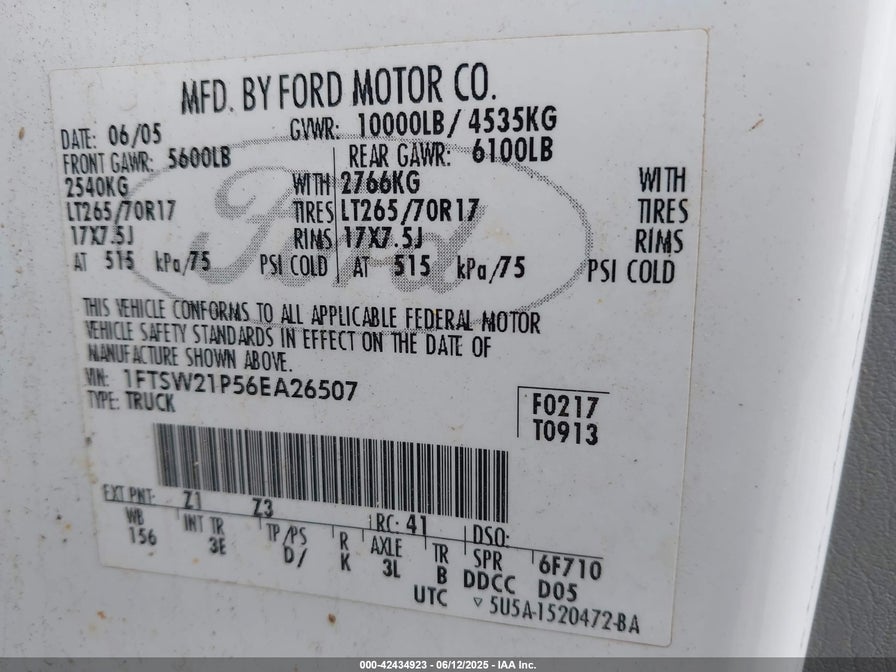 MFD. BY FORD MOTOR CO.
DATE: 06/05 GVWR: 10000LB/ 4535KG
FRONT GAWR: 5600LB REAR GAWR: 6100LB
2540KG WITH 2766KG WITH
LT265/70R17 TIRES LT265/70R17 TIRES
17X7.5J RIMS 17X7.5J RIMS
AT 515 kPa/75 PSI COLD AT 515 kPa/75 PSI COLD
Ford
THIS VEHICLE CONFORMS TO ALL APPLICABLE FEDERAL MOTOR
VEHICLE SAFETY STANDARDS IN EFFECT ON THE DATE OF
MANUFACTURE SHOWN ABOVE.
VIN: 1FTSW21P56EA26507
TYPE: TRUCK
F0217
T0913
EXT PNT: Z1 Z3 RC: 41 DSO:
WB INT TR TP/PS R AXLE TR SPR 6F710
156 3E D/ K 3L B DDCC D05
UTC ▽ 5U5A-1520472-BA
000-42434923 - 06/12/2025 - IAA Inc.